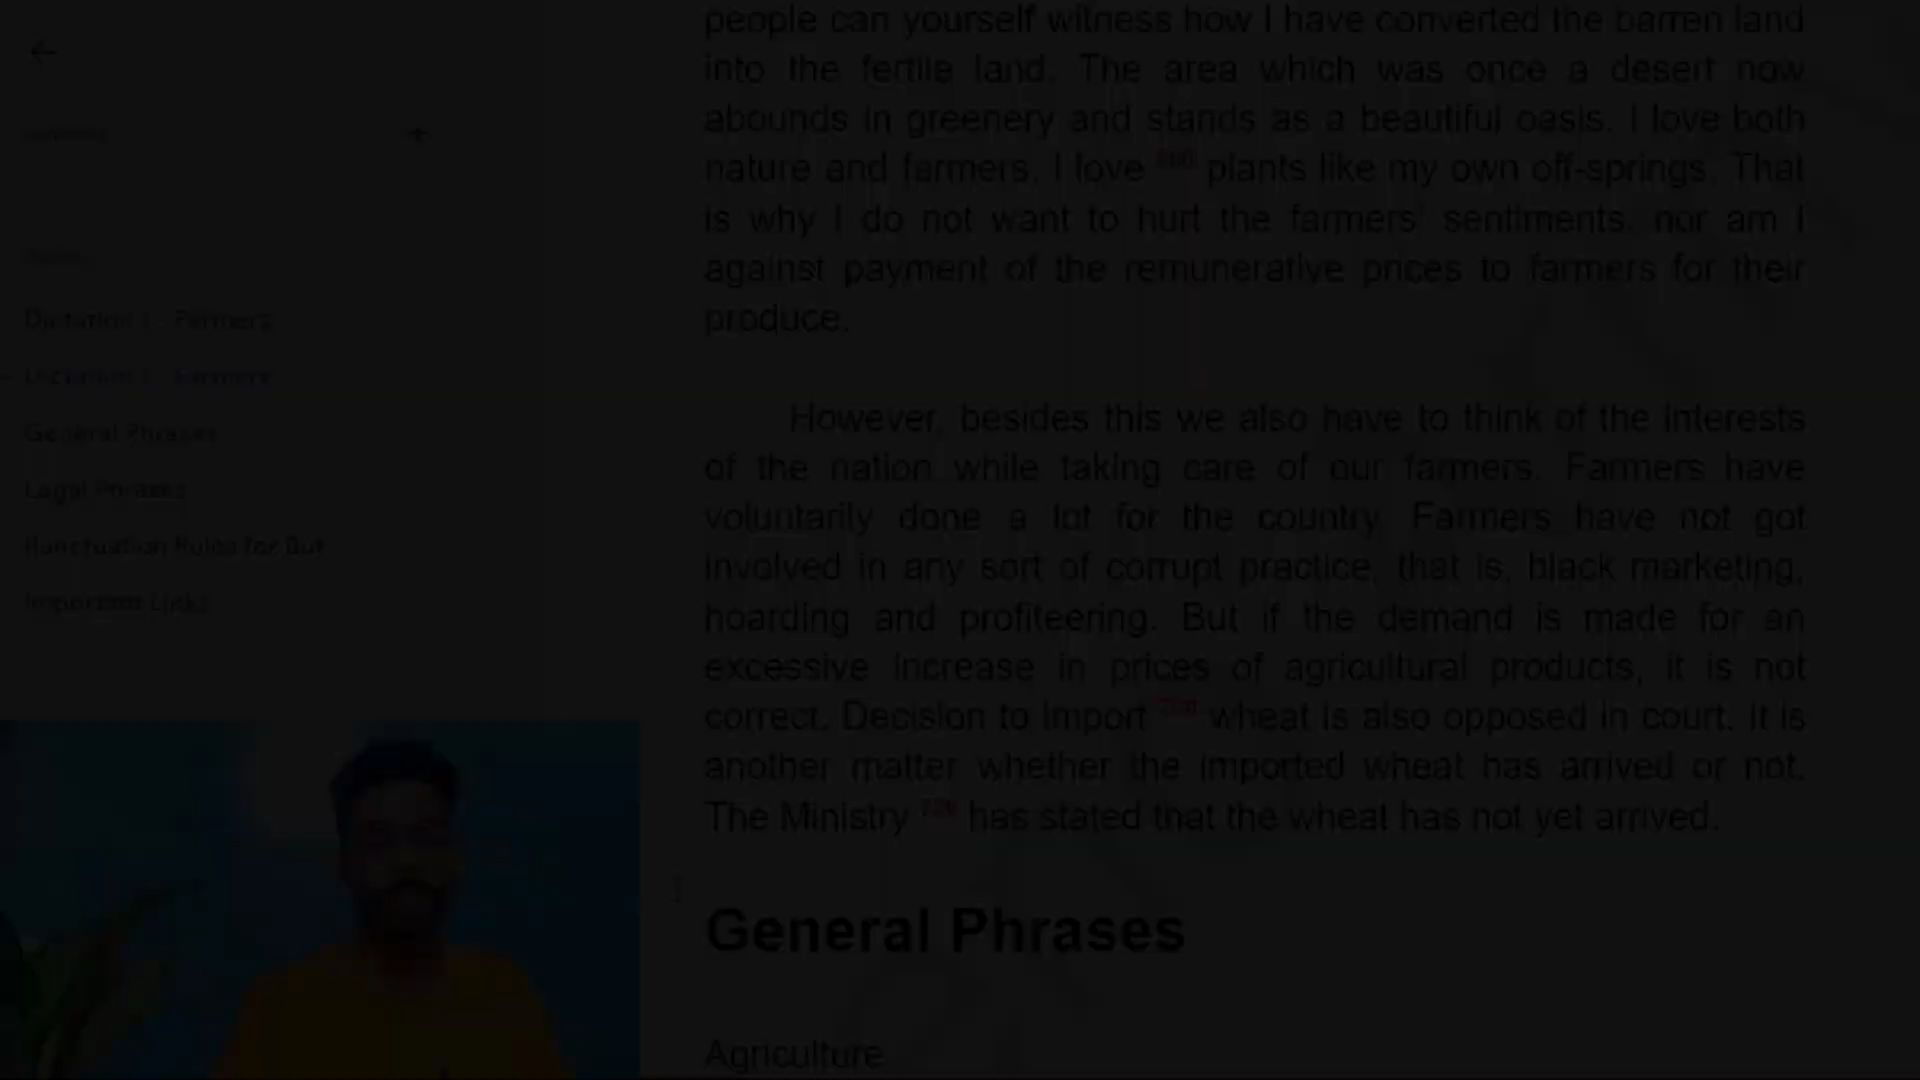 people can yourself witness how I have converted the barren land
into the fertile land. The area which was once a desert now
abounds in greenery and stands as a beautiful oasis. I love both
nature and farmers. I love plants like my own off-springs. That
is why I do not want to hurt the farmers' sentiments, nor am I
against payment of the remunerative prices to farmers for their
produce.
However, besides this we also have to think of the interests
of the nation while taking care of our farmers. Farmers have
voluntarily done a lot for the country. Farmers have not got
involved in any sort of corrupt practice, that is, black marketing,
hoarding and profiteering. But if the demand is made for an
excessive increase in prices of agricultural products, it is not
correct. Decision to import wheat is also opposed in court. It is
another matter whether the imported wheat has arrived or not.
The Ministry has stated that the wheat has not yet arrived.
General Phrases
Agriculture
Dictation - Farmers
Dictation - Farmers
General Phrases
Legal Phrases
Punctuation Rules for But
Important Links